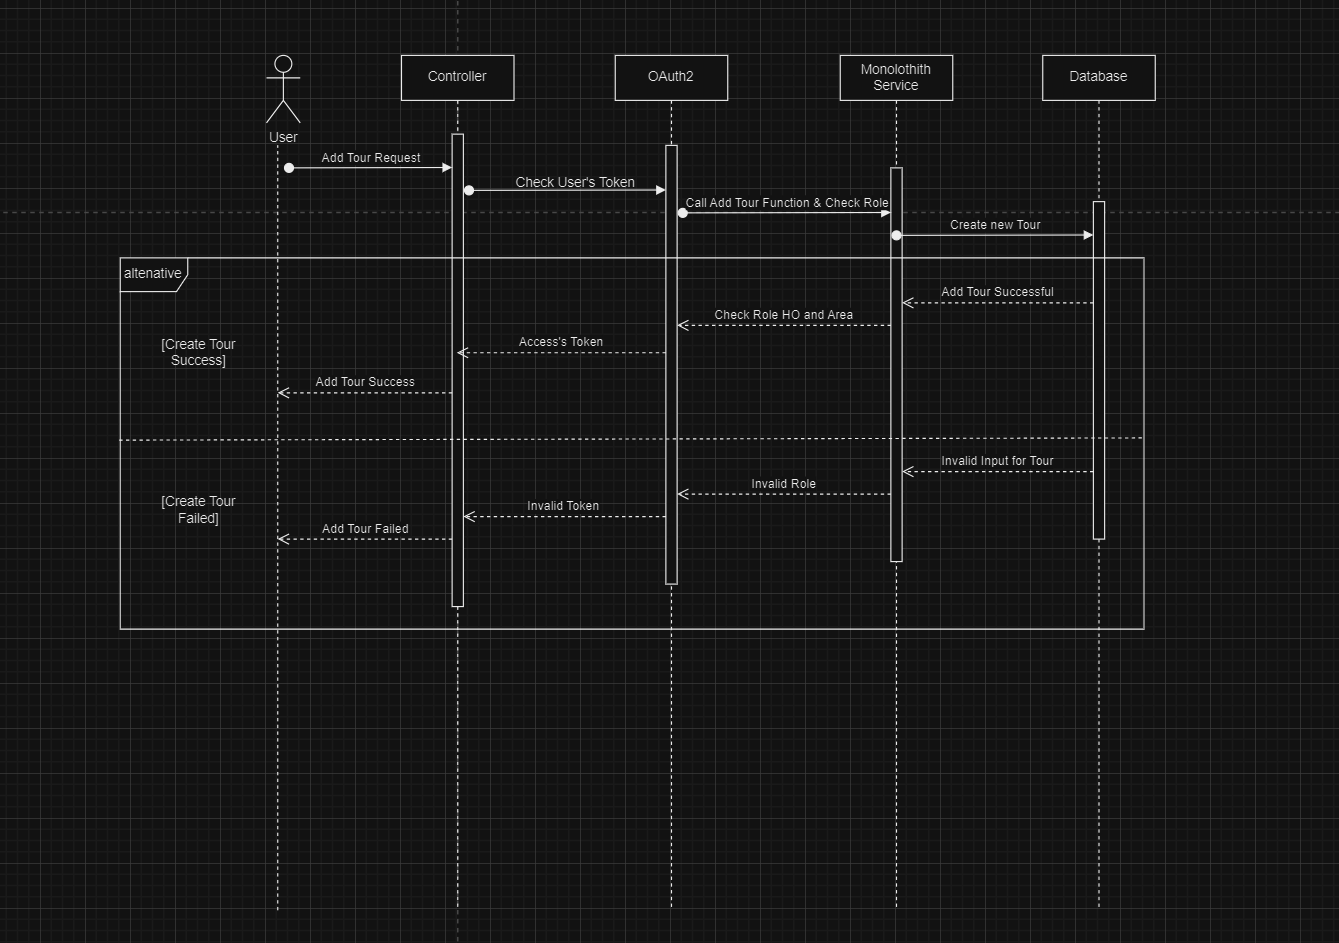 Controller
OAuth2
Monolothith
Service
Database
User
Add Tour Request
Check User's Token
Call Add Tour Function & Check Role
Create new Tour
altenative
Add Tour Successful
Check Role HO and Area
[Create Tour
Success]
Access's Token
Add Tour Success
Invalid Input for Tour
Invalid Role
[Create Tour
Failed]
Invalid Token
Add Tour Failed